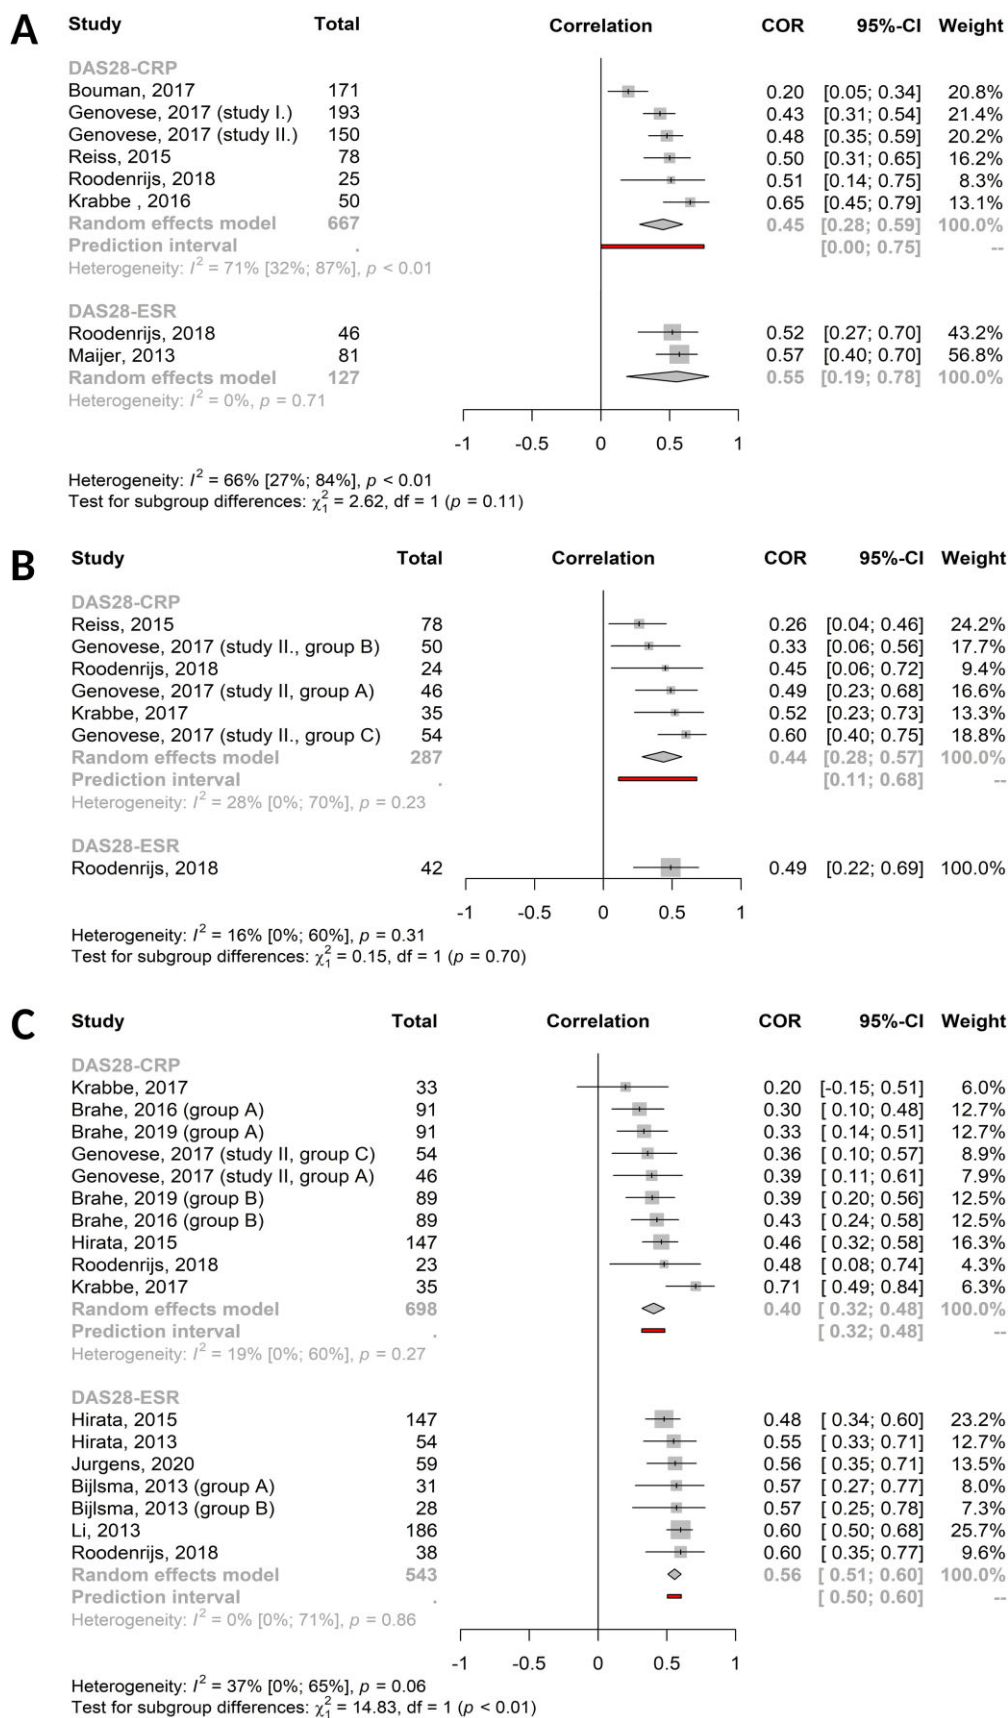 A
Study Total Correlation COR 95%-CI Weight
DAS28-CRP
Bouman, 2017 171 0.20 [0.05; 0.34] 20.8%
Genovese, 2017 (study I.) 193 0.43 [0.31; 0.54] 21.4%
Genovese, 2017 (study II.) 150 0.48 [0.35; 0.59] 20.2%
Reiss, 2015 78 0.50 [0.31; 0.65] 16.2%
Roodenrijs, 2018 25 0.51 [0.14; 0.75] 8.3%
Krabbe , 2016 50 0.65 [0.45; 0.79] 13.1%
Random effects model 667 0.45 [0.28; 0.59] 100.0%
Prediction interval . [0.00; 0.75] --
Heterogeneity: I² = 71% [32%; 87%], p < 0.01
DAS28-ESR
Roodenrijs, 2018 46 0.52 [0.27; 0.70] 43.2%
Maijer, 2013 81 0.57 [0.40; 0.70] 56.8%
Random effects model 127 0.55 [0.19; 0.78] 100.0%
Heterogeneity: I² = 0%, p = 0.71
-1 -0.5 0 0.5 1
Heterogeneity: I² = 66% [27%; 84%], p < 0.01
Test for subgroup differences: χ²₁ = 2.62, df = 1 (p = 0.11)
B
Study Total Correlation COR 95%-CI Weight
DAS28-CRP
Reiss, 2015 78 0.26 [0.04; 0.46] 24.2%
Genovese, 2017 (study II., group B) 50 0.33 [0.06; 0.56] 17.7%
Roodenrijs, 2018 24 0.45 [0.06; 0.72] 9.4%
Genovese, 2017 (study II, group A) 46 0.49 [0.23; 0.68] 16.6%
Krabbe, 2017 35 0.52 [0.23; 0.73] 13.3%
Genovese, 2017 (study II., group C) 54 0.60 [0.40; 0.75] 18.8%
Random effects model 287 0.44 [0.28; 0.57] 100.0%
Prediction interval . [0.11; 0.68] --
Heterogeneity: I² = 28% [0%; 70%], p = 0.23
DAS28-ESR
Roodenrijs, 2018 42 0.49 [0.22; 0.69] 100.0%
-1 -0.5 0 0.5 1
Heterogeneity: I² = 16% [0%; 60%], p = 0.31
Test for subgroup differences: χ²₁ = 0.15, df = 1 (p = 0.70)
C
Study Total Correlation COR 95%-CI Weight
DAS28-CRP
Krabbe, 2017 33 0.20 [-0.15; 0.51] 6.0%
Brahe, 2016 (group A) 91 0.30 [ 0.10; 0.48] 12.7%
Brahe, 2019 (group A) 91 0.33 [ 0.14; 0.51] 12.7%
Genovese, 2017 (study II, group C) 54 0.36 [ 0.10; 0.57] 8.9%
Genovese, 2017 (study II, group A) 46 0.39 [ 0.11; 0.61] 7.9%
Brahe, 2019 (group B) 89 0.39 [ 0.20; 0.56] 12.5%
Brahe, 2016 (group B) 89 0.43 [ 0.24; 0.58] 12.5%
Hirata, 2015 147 0.46 [ 0.32; 0.58] 16.3%
Roodenrijs, 2018 23 0.48 [ 0.08; 0.74] 4.3%
Krabbe, 2017 35 0.71 [ 0.49; 0.84] 6.3%
Random effects model 698 0.40 [ 0.32; 0.48] 100.0%
Prediction interval . [ 0.32; 0.48] --
Heterogeneity: I² = 19% [0%; 60%], p = 0.27
DAS28-ESR
Hirata, 2015 147 0.48 [ 0.34; 0.60] 23.2%
Hirata, 2013 54 0.55 [ 0.33; 0.71] 12.7%
Jurgens, 2020 59 0.56 [ 0.35; 0.71] 13.5%
Bijlsma, 2013 (group A) 31 0.57 [ 0.27; 0.77] 8.0%
Bijlsma, 2013 (group B) 28 0.57 [ 0.25; 0.78] 7.3%
Li, 2013 186 0.60 [ 0.50; 0.68] 25.7%
Roodenrijs, 2018 38 0.60 [ 0.35; 0.77] 9.6%
Random effects model 543 0.56 [ 0.51; 0.60] 100.0%
Prediction interval . [ 0.50; 0.60] --
Heterogeneity: I² = 0% [0%; 71%], p = 0.86
-1 -0.5 0 0.5 1
Heterogeneity: I² = 37% [0%; 65%], p = 0.06
Test for subgroup differences: χ²₁ = 14.83, df = 1 (p < 0.01)